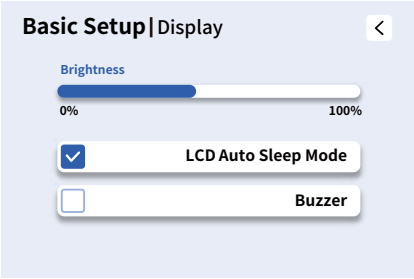 Basic Setup|Display
Brightness
0% 100%
LCD Auto Sleep Mode
Buzzer